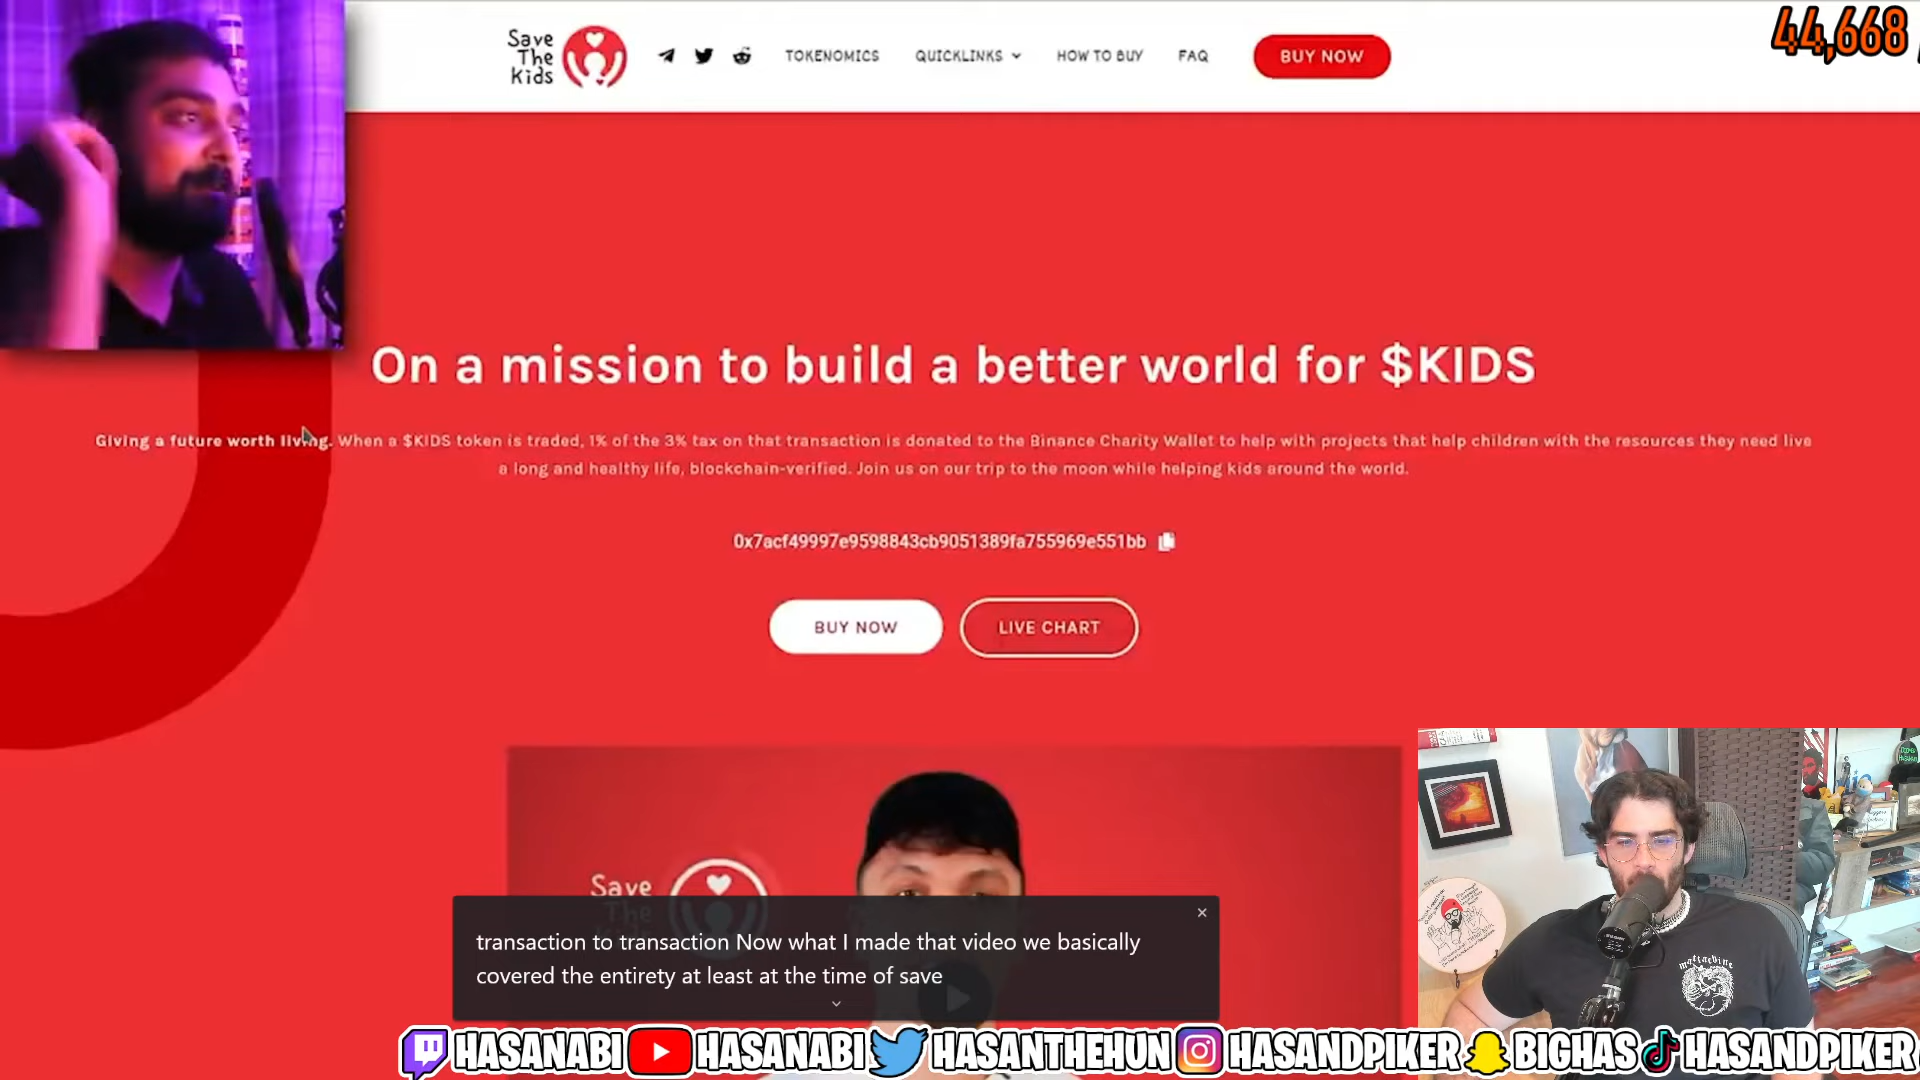 Save
The
Kids
TOKENOMICS
QUICKLINKS
HOW TO BUY
FAQ
BUY NOW
44,668
On a mission to build a better world for $KIDS
Giving a future worth living. When a $KIDS token is traded, 1% of the 3% tax on that transaction is donated to the Binance Charity Wallet to help with projects that help children with the resources they need live
a long and healthy life, blockchain-verified. Join us on our trip to the moon while helping kids around the world.
0x7acf49997e9598843cb9051389fa755969e551bb
BUY NOW
LIVE CHART
Save
The
transaction to transaction Now what I made that video we basically
covered the entirety at least at the time of save
HASANABI
HASANABI
HASANTHEHUN
HASANDPIKER
BIGHAS
HASANDPIKER